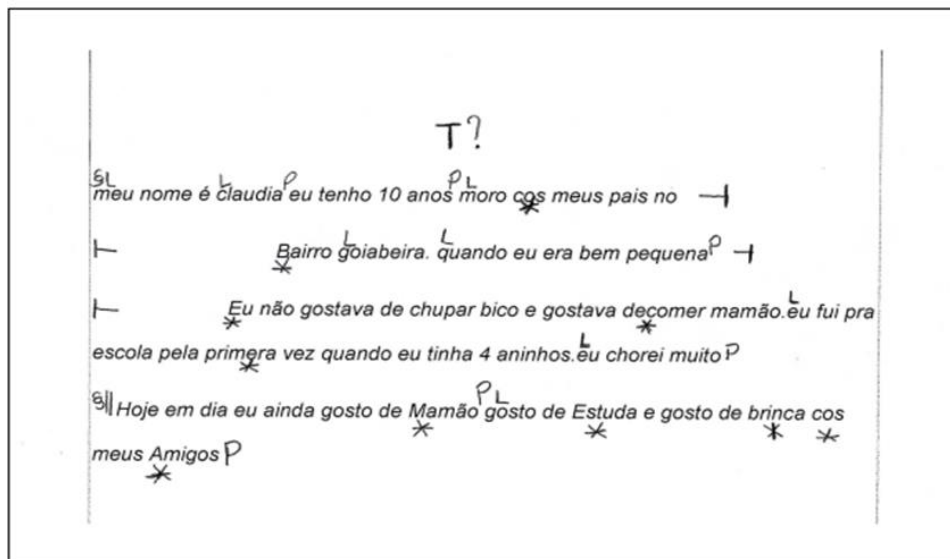 T?
§L meu nome é claudia eu tenho 10 anos moro cos meus pais no
Bairro goiabeira. quando eu era bem pequena
Eu não gostava de chupar bico e gostava decomer mamão.eu fui pra
escola pela primera vez quando eu tinha 4 aninhos.eu chorei muito P
§|| Hoje em dia eu ainda gosto de Mamão gosto de Estuda e gosto de brinca cos
meus Amigos P